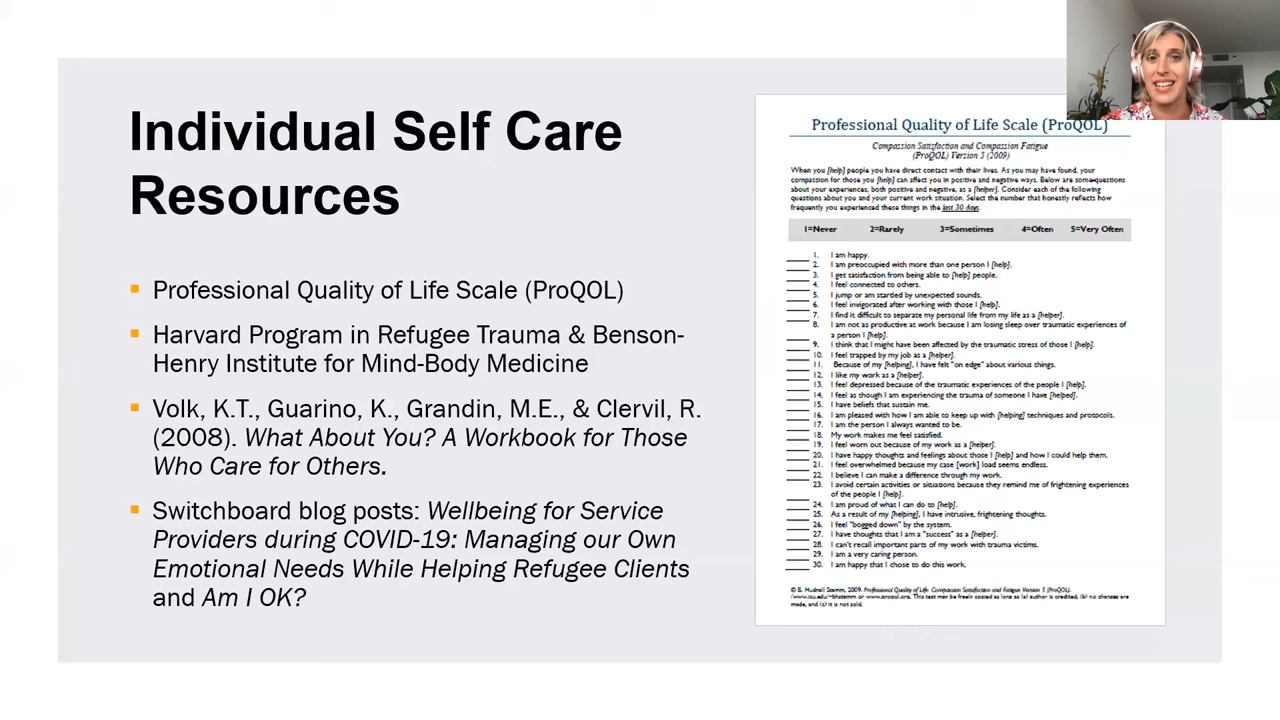 Individual Self Care
Resources
Professional Quality of Life Scale (ProQOL)
Harvard Program in Refugee Trauma & Benson-
Henry Institute for Mind-Body Medicine
Volk, K.T., Guarino, K., Grandin, M.E., & Clervil, R.
(2008). What About You? A Workbook for Those
Who Care for Others.
Switchboard blog posts: Wellbeing for Service
Providers during COVID-19: Managing our Own
Emotional Needs While Helping Refugee Clients
and Am I OK?
Professional Quality of Life Scale (ProQOL)
Compassion Satisfaction and Compassion Fatigue
(ProQOL) Version 5 (2009)
When you [help] people you have direct contact with their lives. As you may have found, your
compassion for those you [help] can affect you in positive and negative ways. Below are some questions
about your experiences, both positive and negative, as a [helper]. Consider each of the following
questions about you and your current work situation. Select the number that honestly reflects how
frequently you experienced these things in the last 30 days.
1=Never 2=Rarely 3=Sometimes 4=Often 5=Very Often
1. I am happy.
2. I am preoccupied with more than one person I [help].
3. I get satisfaction from being able to [help] people.
4. I feel connected to others.
5. I jump or am startled by unexpected sounds.
6. I feel invigorated after working with those I [help].
7. I find it difficult to separate my personal life from my life as a [helper].
8. I am not as productive at work because I am losing sleep over traumatic experiences of
a person I [help].
9. I think that I might have been affected by the traumatic stress of those I [help].
10. I feel trapped by my job as a [helper].
11. Because of my [helping], I have felt "on edge" about various things.
12. I like my work as a [helper].
13. I feel depressed because of the traumatic experiences of the people I [help].
14. I feel as though I am experiencing the trauma of someone I have [helped].
15. I have beliefs that sustain me.
16. I am pleased with how I am able to keep up with [helping] techniques and protocols.
17. I am the person I always wanted to be.
18. My work makes me feel satisfied.
19. I feel worn out because of my work as a [helper].
20. I have happy thoughts and feelings about those I [help] and how I could help them.
21. I feel overwhelmed because my case [work] load seems endless.
22. I believe I can make a difference through my work.
23. I avoid certain activities or situations because they remind me of frightening experiences
of the people I [help].
24. I am proud of what I can do to [help].
25. As a result of my [helping], I have intrusive, frightening thoughts.
26. I feel "bogged down" by the system.
27. I have thoughts that I am a "success" as a [helper].
28. I can't recall important parts of my work with trauma victims.
29. I am a very caring person.
30. I am happy that I chose to do this work.
© B. Hudnall Stamm, 2009. Professional Quality of Life: Compassion Satisfaction and Fatigue Version 5 (ProQOL).
/www.isu.edu/~bhstamm or www.proqol.org. This test may be freely copied as long as (a) author is credited, (b) no changes are
made, and (c) it is not sold.